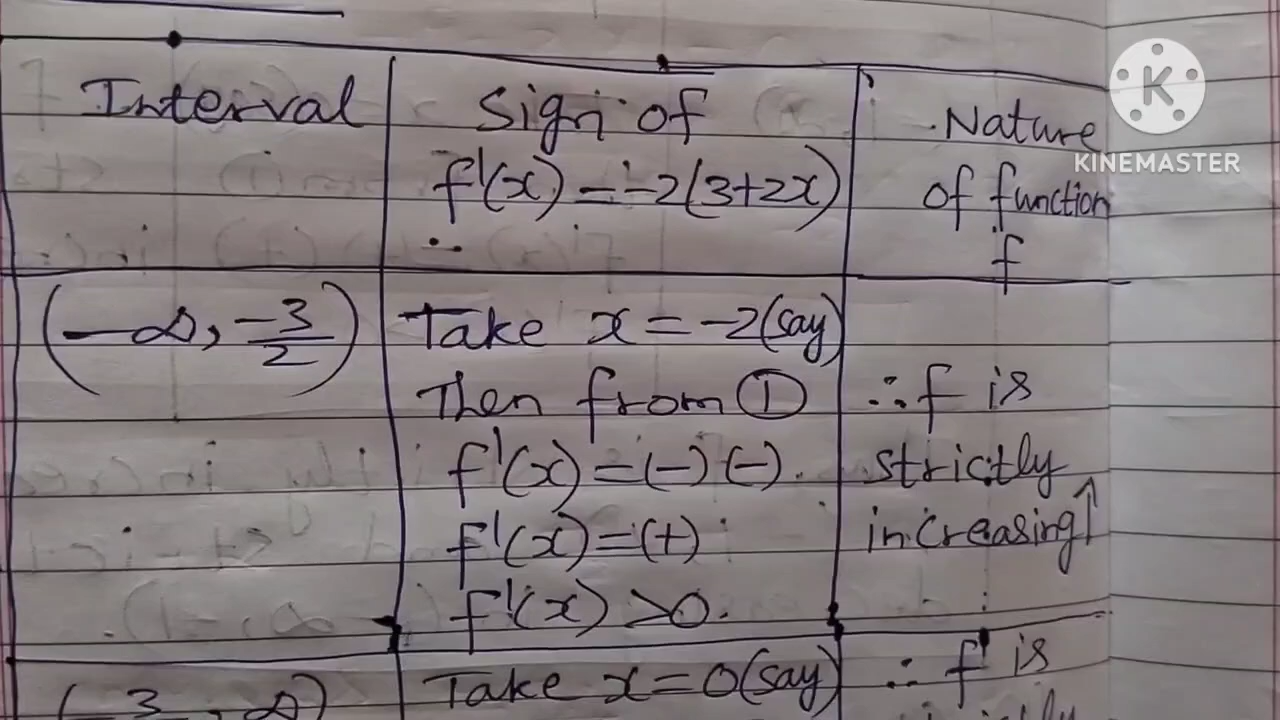 Interval
Sign of
f'(x) = -2(3+2x)
∴
Nature
of function
f
K
KINEMASTER
(-∞, -3/2)
Take x = -2(say)
Then from ①
f'(x) = (-)(-).
f'(x) = (+)
f'(x) > 0.
∴ f is
strictly
increasing ↑
Take x = 0(say)
∴ f is